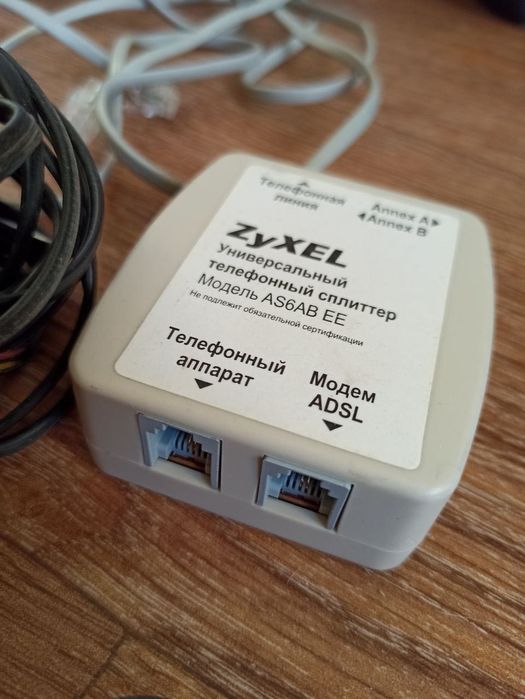 Телефонная
линия
Annex A
Annex B
ZyXEL
Универсальный
телефонный сплиттер
Модель AS6AB EE
Не подлежит обязательной сертификации
Телефонный
аппарат
Модем
ADSL